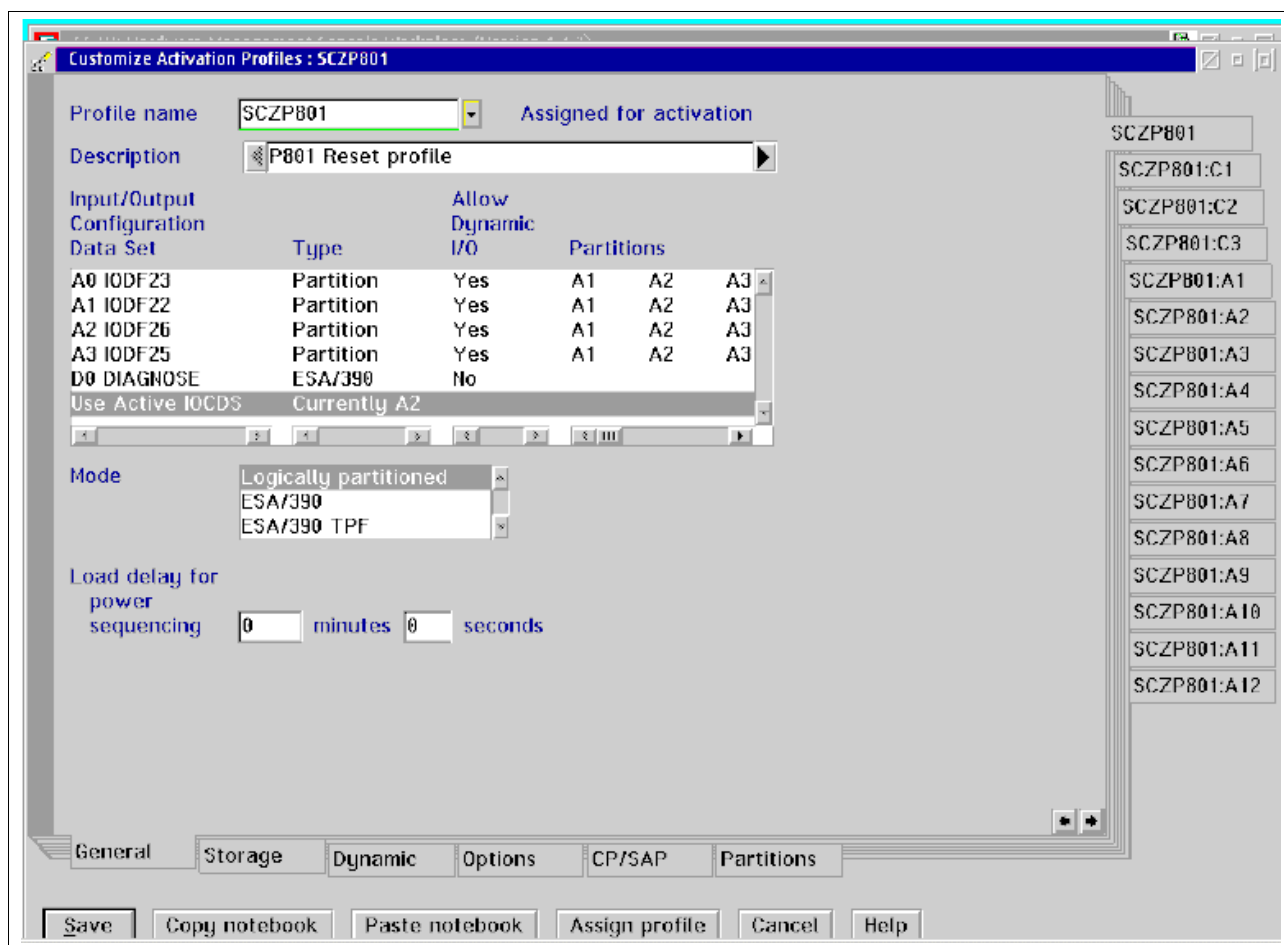 Customize Activation Profiles : SCZP801
Profile name SCZP801 Assigned for activation
Description P801 Reset profile
Input/Output Allow
Configuration Dynamic
Data Set Type I/O Partitions
A0 IODF23 Partition Yes A1 A2 A3
A1 IODF22 Partition Yes A1 A2 A3
A2 IODF26 Partition Yes A1 A2 A3
A3 IODF25 Partition Yes A1 A2 A3
D0 DIAGNOSE ESA/390 No
Use Active IOCDS Currently A2
Mode Logically partitioned
ESA/390
ESA/390 TPF
Load delay for
power
sequencing 0 minutes 0 seconds
SCZP801
SCZP801:C1
SCZP801:C2
SCZP801:C3
SCZP801:A1
SCZP801:A2
SCZP801:A3
SCZP801:A4
SCZP801:A5
SCZP801:A6
SCZP801:A7
SCZP801:A8
SCZP801:A9
SCZP801:A10
SCZP801:A11
SCZP801:A12
General Storage Dynamic Options CP/SAP Partitions
Save Copy notebook Paste notebook Assign profile Cancel Help